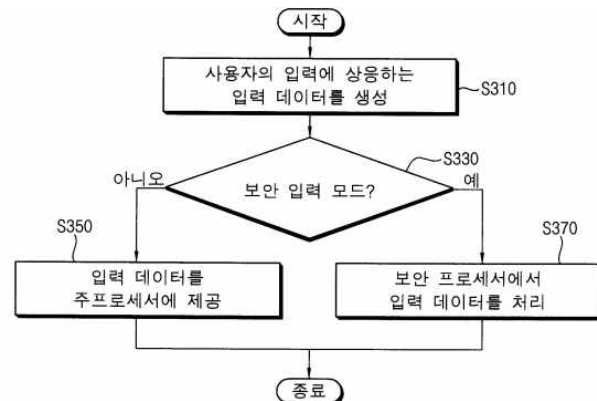 시작
사용자의 입력에 상응하는
입력 데이터를 생성
S310
S330
보안 입력 모드?
아니오
예
S350
입력 데이터를
주프로세서에 제공
S370
보안 프로세서에서
입력 데이터를 처리
종료